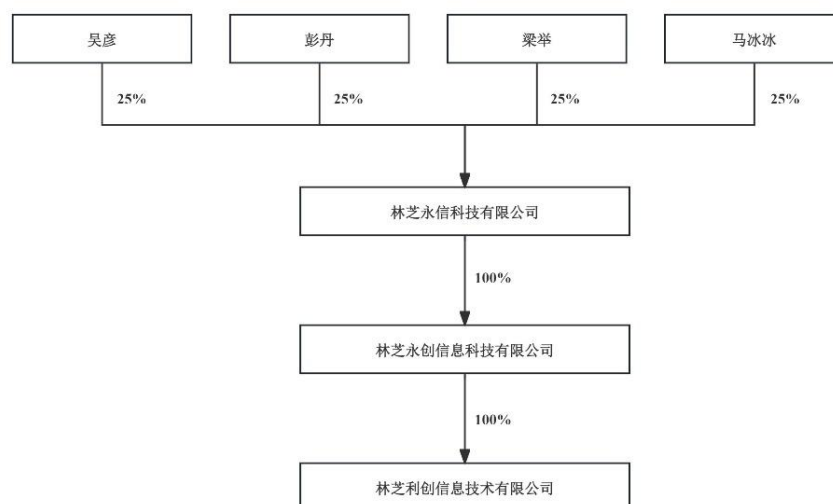 吴彦
彭丹
梁举
马冰冰
25%
25%
25%
25%
林芝永信科技有限公司
100%
林芝永创信息科技有限公司
100%
林芝利创信息技术有限公司